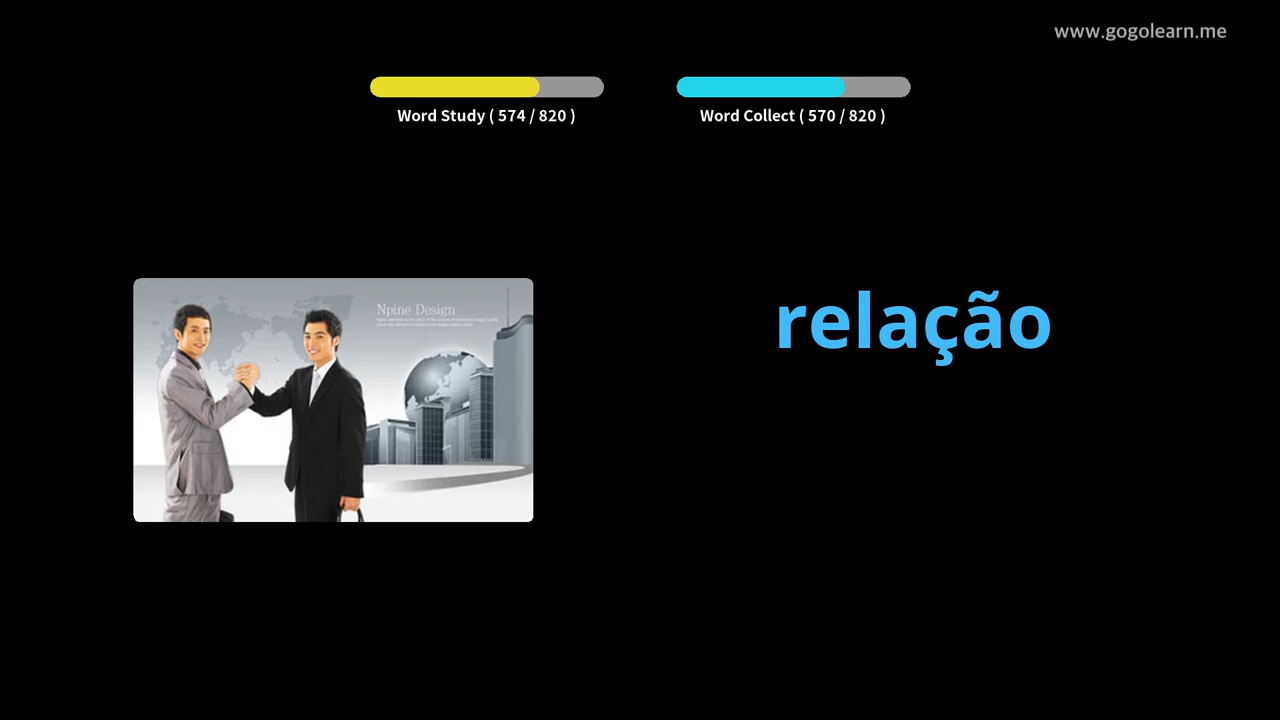 www.gogolearn.me
Word Study ( 574 / 820 )
Word Collect ( 570 / 820 )
Npine Design
relação